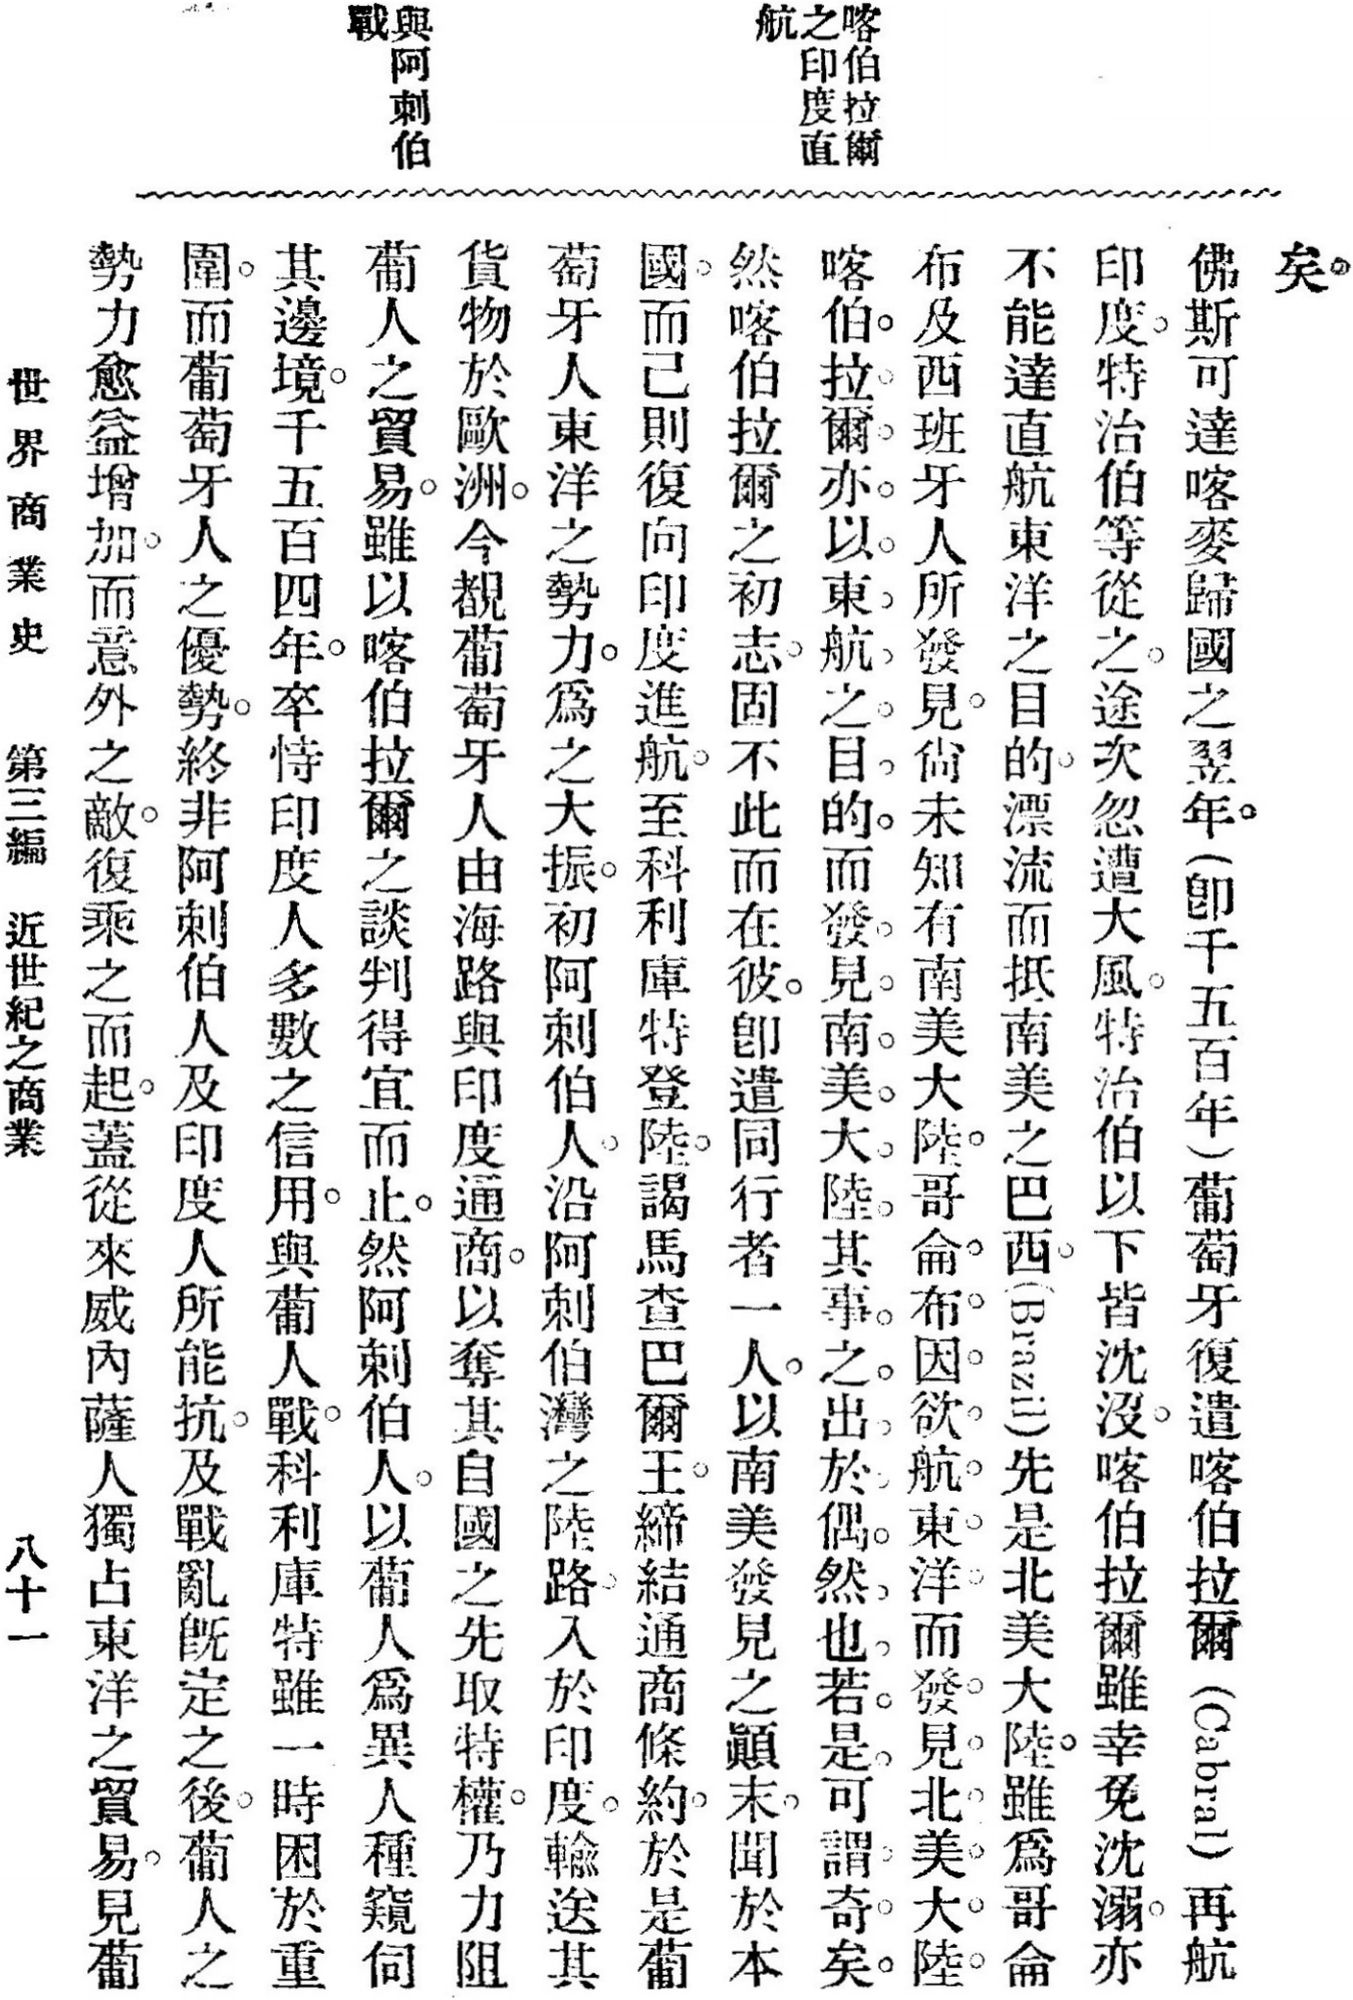 喀伯拉爾
之印度直
航
與阿剌伯
戰
矣。
佛斯可達喀麥歸國之翌年。(卽千五百年)葡萄牙復遣喀伯拉爾(Cabral)再航
印度。特治伯等從之。途次忽遭大風。特治伯以下皆沈沒。喀伯拉爾雖幸免沈溺。亦
不能達直航東洋之目的。漂流而抵南美之巴西。(Brazil)先是北美大陸。雖爲哥侖
布及西班牙人所發見。尙未知有南美大陸。哥侖。布。因。欲。航。東。洋。而。發。見。北。美。大。陸。
喀。伯。拉。爾。亦。以。東。航。之。目。的。而。發。見。南。美。大。陸。其。事。之。出。於。偶。然。也。若。是。可。謂。奇。矣。
然喀伯拉爾之初志。固不此而在彼。卽遣同行者一人。以南美發見之顚末。聞於本
國。而己則復向印度進航。至科利庫特登陸。謁馬查巴爾王。締結通商條約。於是葡
萄牙人東洋之勢力。爲之大振。初阿剌伯人。沿阿剌伯灣之陸路。入於印度。輸送其
貨物於歐洲。今覩葡萄牙人由海路與印度通商。以奪其自國之先取特權。乃力阻
葡人之貿易。雖以喀伯拉爾之談判得宜而止。然阿剌伯人。以葡人爲異人種。窺伺
其邊境。千五百四年。卒恃印度人多數之信用。與葡人戰。科利庫特雖一時困於重
圍。而葡萄牙人之優勢。終非阿剌伯人及印度人所能抗。及戰亂旣定之後。葡人之
勢力愈益增加。而意外之敵。復乘之而起。蓋從來威內薩人獨占東洋之貿易。見葡
世界商業史 第三編 近世紀之商業 八十一